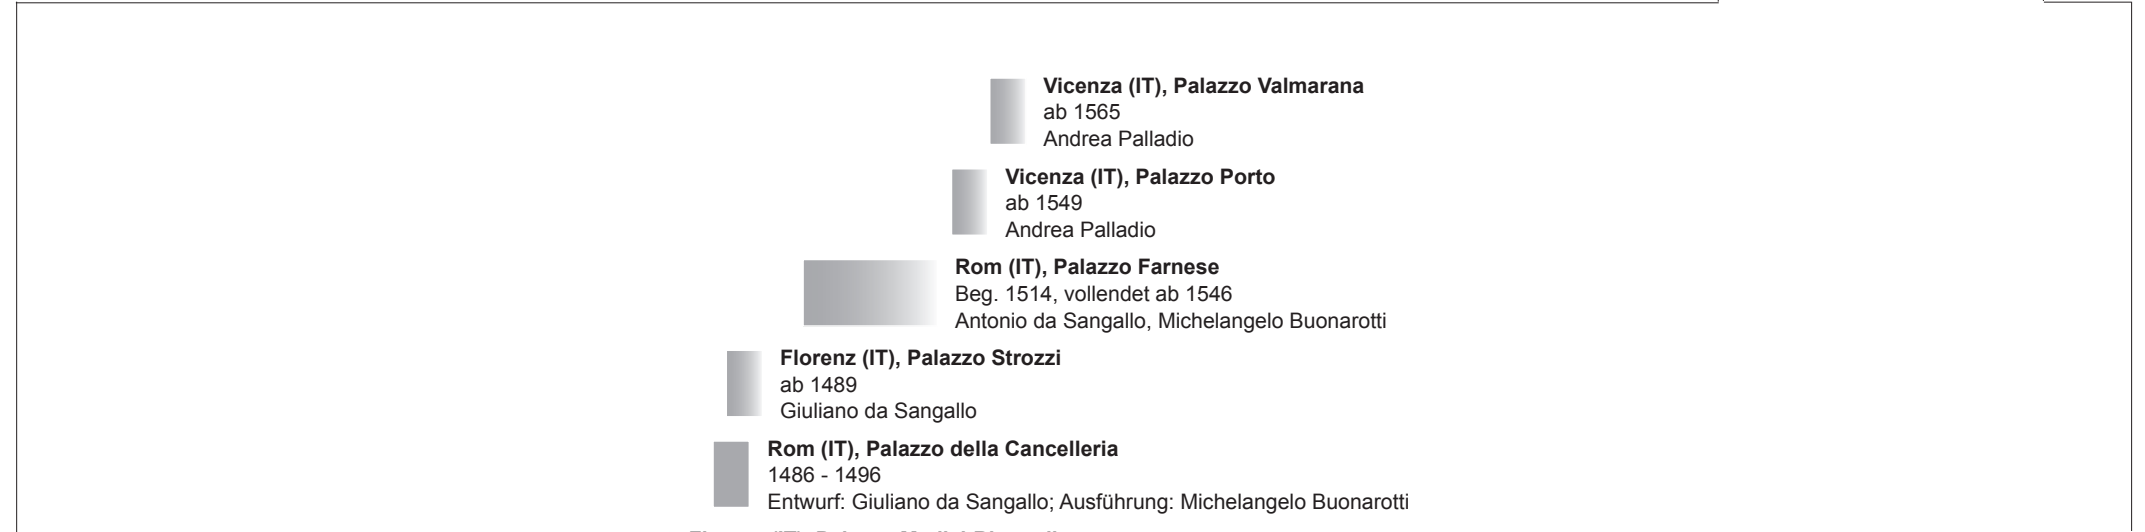 Vicenza (IT), Palazzo Valmarana
ab 1565
Andrea Palladio
Vicenza (IT), Palazzo Porto
ab 1549
Andrea Palladio
Rom (IT), Palazzo Farnese
Beg. 1514, vollendet ab 1546
Antonio da Sangallo, Michelangelo Buonarotti
Florenz (IT), Palazzo Strozzi
ab 1489
Giuliano da Sangallo
Rom (IT), Palazzo della Cancelleria
1486 - 1496
Entwurf: Giuliano da Sangallo; Ausführung: Michelangelo Buonarotti